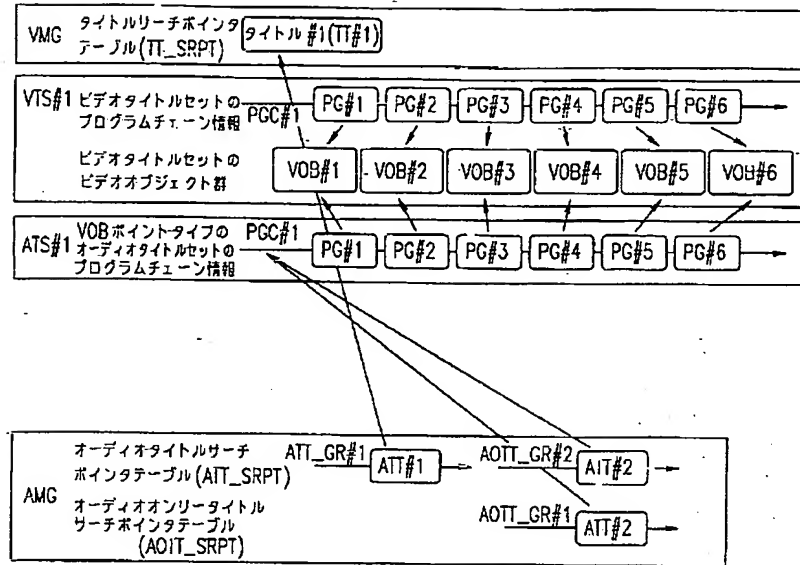 VMG
タイトルリーチポインタ
テーブル(TT_SRPT)
タイトル #1(TT#1)
VTS#1
ビデオタイトルセットの
プログラムチェーン情報
PGC#1
PG#1
PG#2
PG#3
PG#4
PG#5
PG#6
ビデオタイトルセットの
ビデオオブジェクト群
VOB#1
VOB#2
VOB#3
VOB#4
VOB#5
VOB#6
ATS#1
VOBポイントタイプの
オーディオタイトルセットの
プログラムチェーン情報
PGC#1
PG#1
PG#2
PG#3
PG#4
PG#5
PG#6
AMG
オーディオタイトルサーチ
ポインタテーブル(ATT_SRPT)
ATT_GR#1
ATT#1
AOTT_GR#2
ATT#2
オーディオオンリータイトル
サーチポインタテーブル
(AOTT_SRPT)
AOTT_GR#1
ATT#2